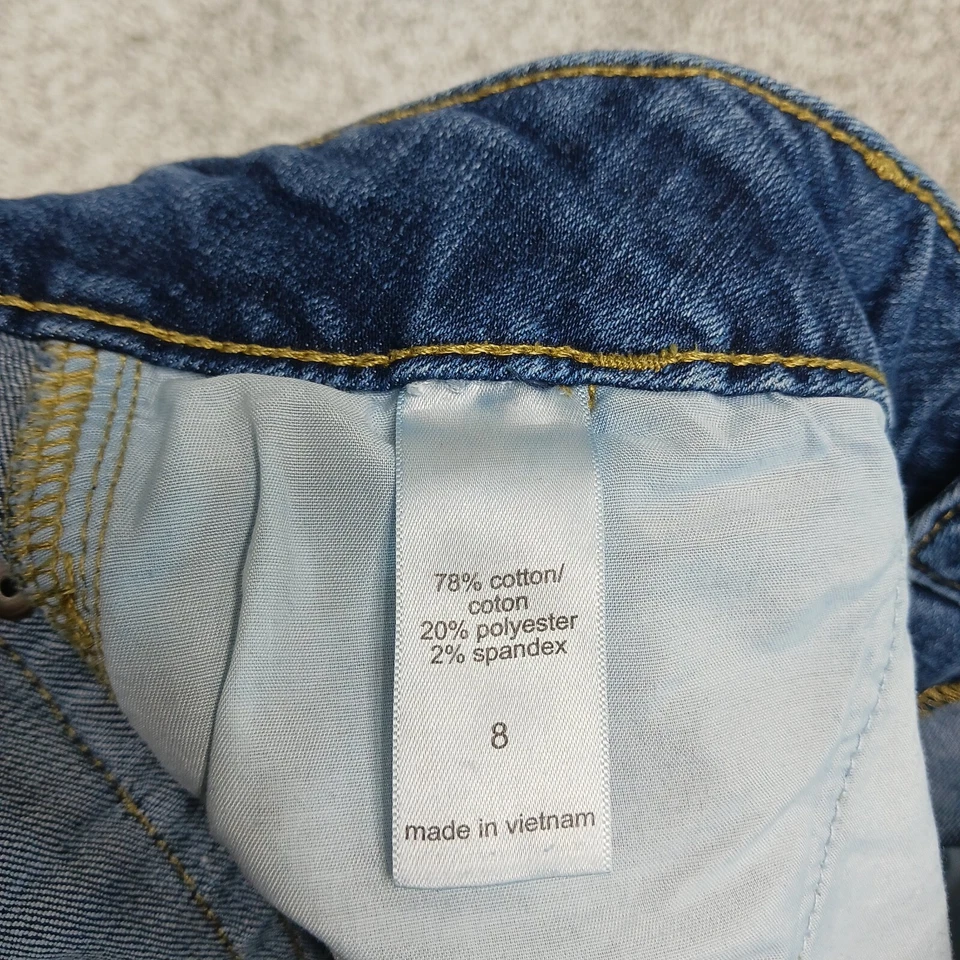 78% cotton/
coton
20% polyester
2% spandex
8
made in vietnam